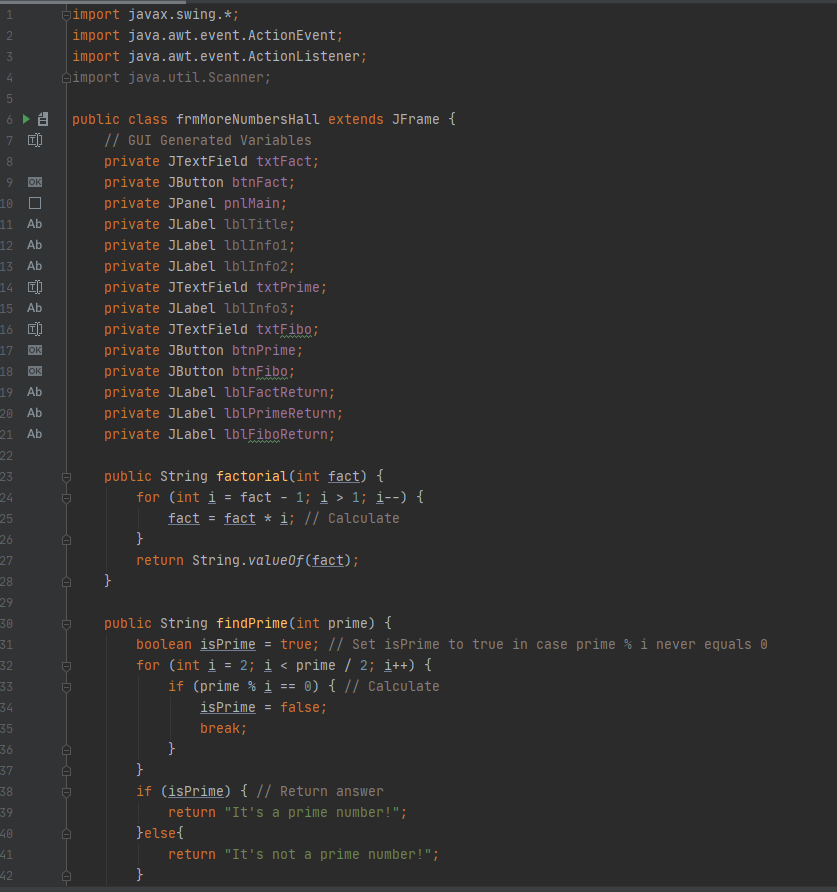 1 import javax.swing.*;
2 import java.awt.event.ActionEvent;
3 import java.awt.event.ActionListener;
4 import java.util.Scanner;
5
6 public class frmMoreNumbersHall extends JFrame {
7 // GUI Generated Variables
8 private JTextField txtFact;
9 OK private JButton btnFact;
10 private JPanel pnlMain;
11 Ab private JLabel lblTitle;
12 Ab private JLabel lblInfo1;
13 Ab private JLabel lblInfo2;
14 private JTextField txtPrime;
15 Ab private JLabel lblInfo3;
16 private JTextField txtFibo;
17 OK private JButton btnPrime;
18 OK private JButton btnFibo;
19 Ab private JLabel lblFactReturn;
20 Ab private JLabel lblPrimeReturn;
21 Ab private JLabel lblFiboReturn;
22
23 public String factorial(int fact) {
24 for (int i = fact - 1; i > 1; i--) {
25 fact = fact * i; // Calculate
26 }
27 return String.valueOf(fact);
28 }
29
30 public String findPrime(int prime) {
31 boolean isPrime = true; // Set isPrime to true in case prime % i never equals 0
32 for (int i = 2; i < prime / 2; i++) {
33 if (prime % i == 0) { // Calculate
34 isPrime = false;
35 break;
36 }
37 }
38 if (isPrime) { // Return answer
39 return "It's a prime number!";
40 }else{
41 return "It's not a prime number!";
42 }